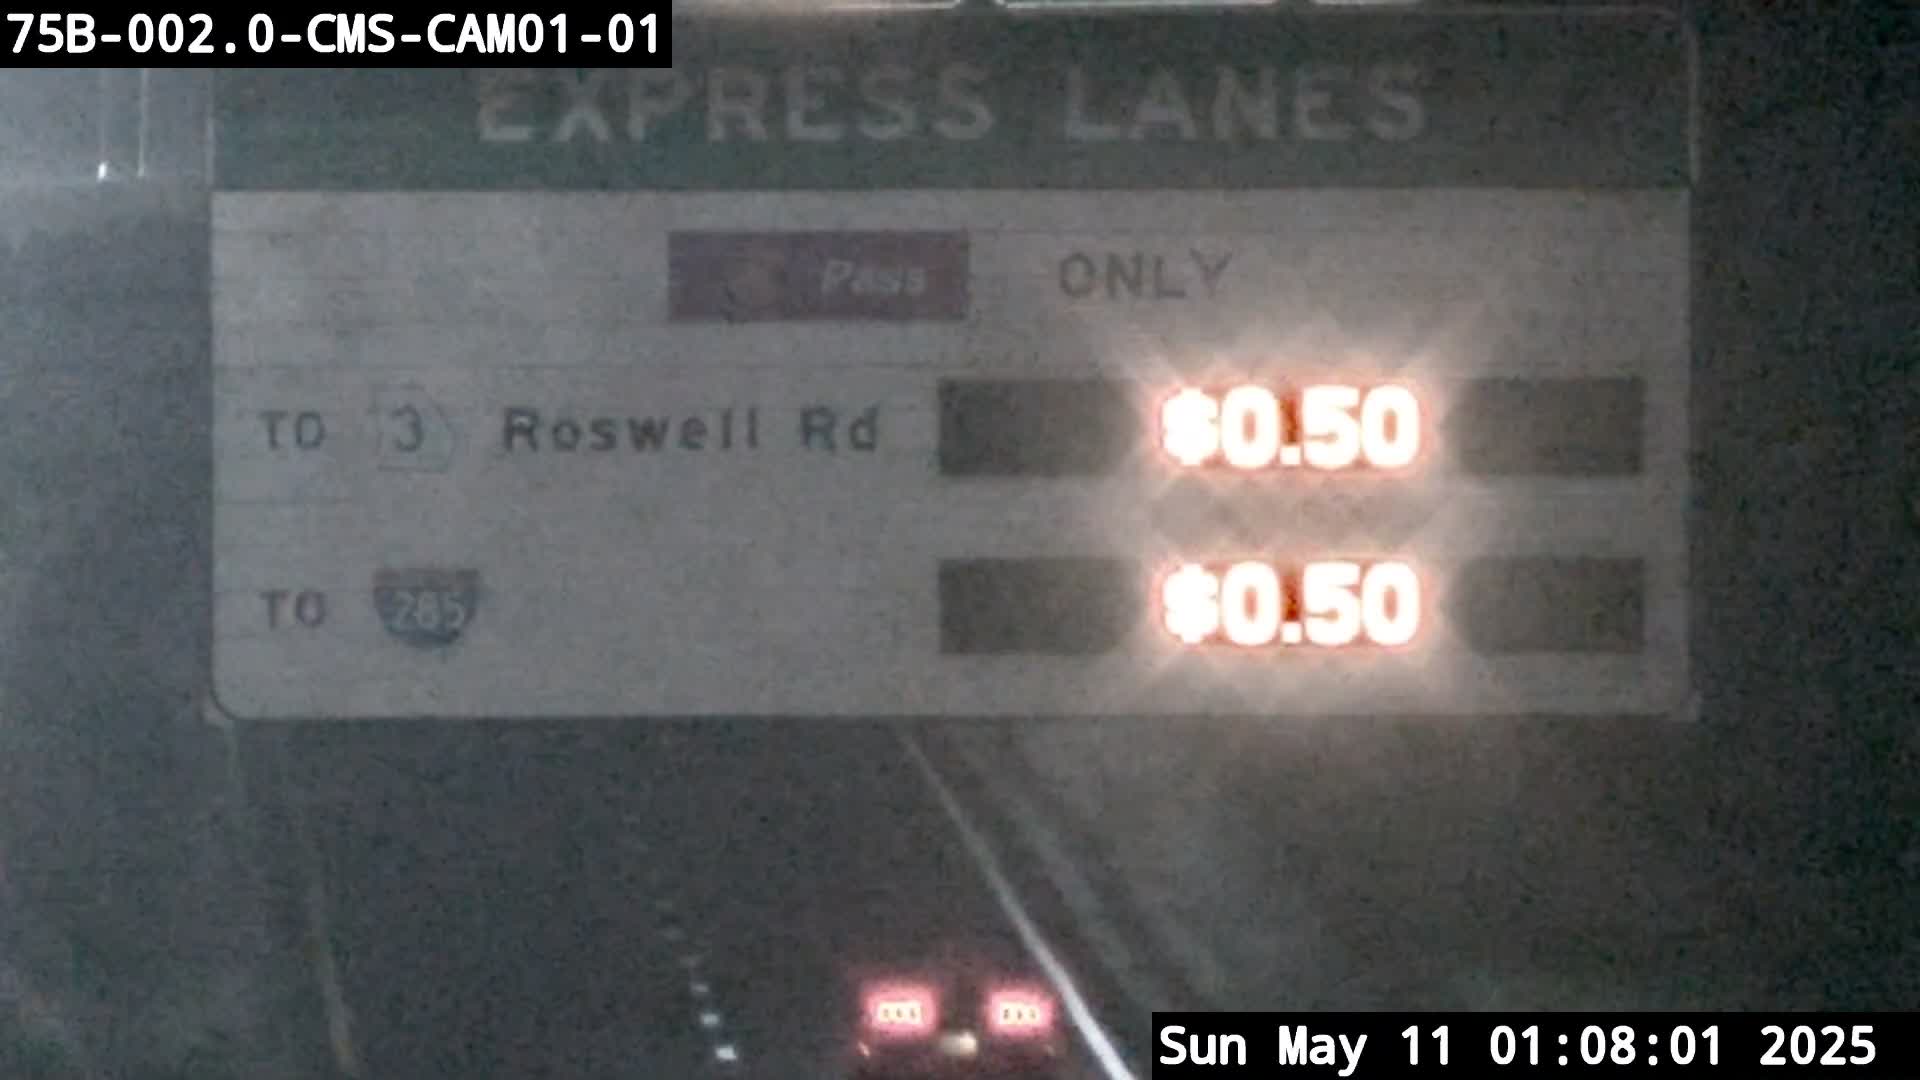 75B-002.0-CMS-CAM01-01
EXPRESS LANES
Pass ONLY
TO 3 Roswell Rd $0.50
TO 285 $0.50
Sun May 11 01:08:01 2025